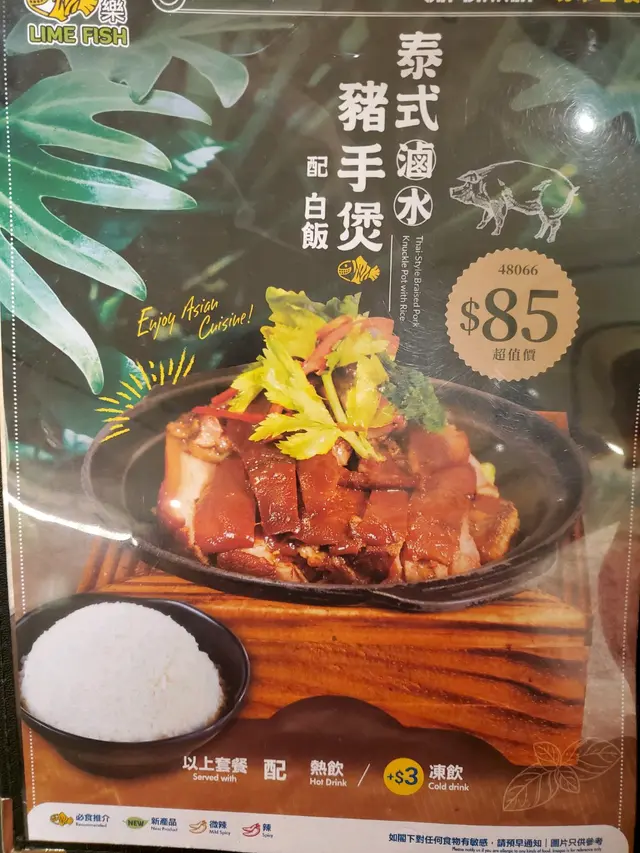 樂
LIME FISH
泰式滷水
豬手煲
配白飯
Thai-Style Braised Pork
Knuckle Pot with Rice
48066
$85
超值價
Enjoy Asian
Cuisine!
以上套餐 配 熱飲 / +$3 凍飲
Served with Hot Drink Cold drink
必食推介 NEW 新產品 微辣 辣
Recommended New Product Mild Spicy Spicy
如閣下對任何食物有敏感，請預早通知｜圖片只供參考